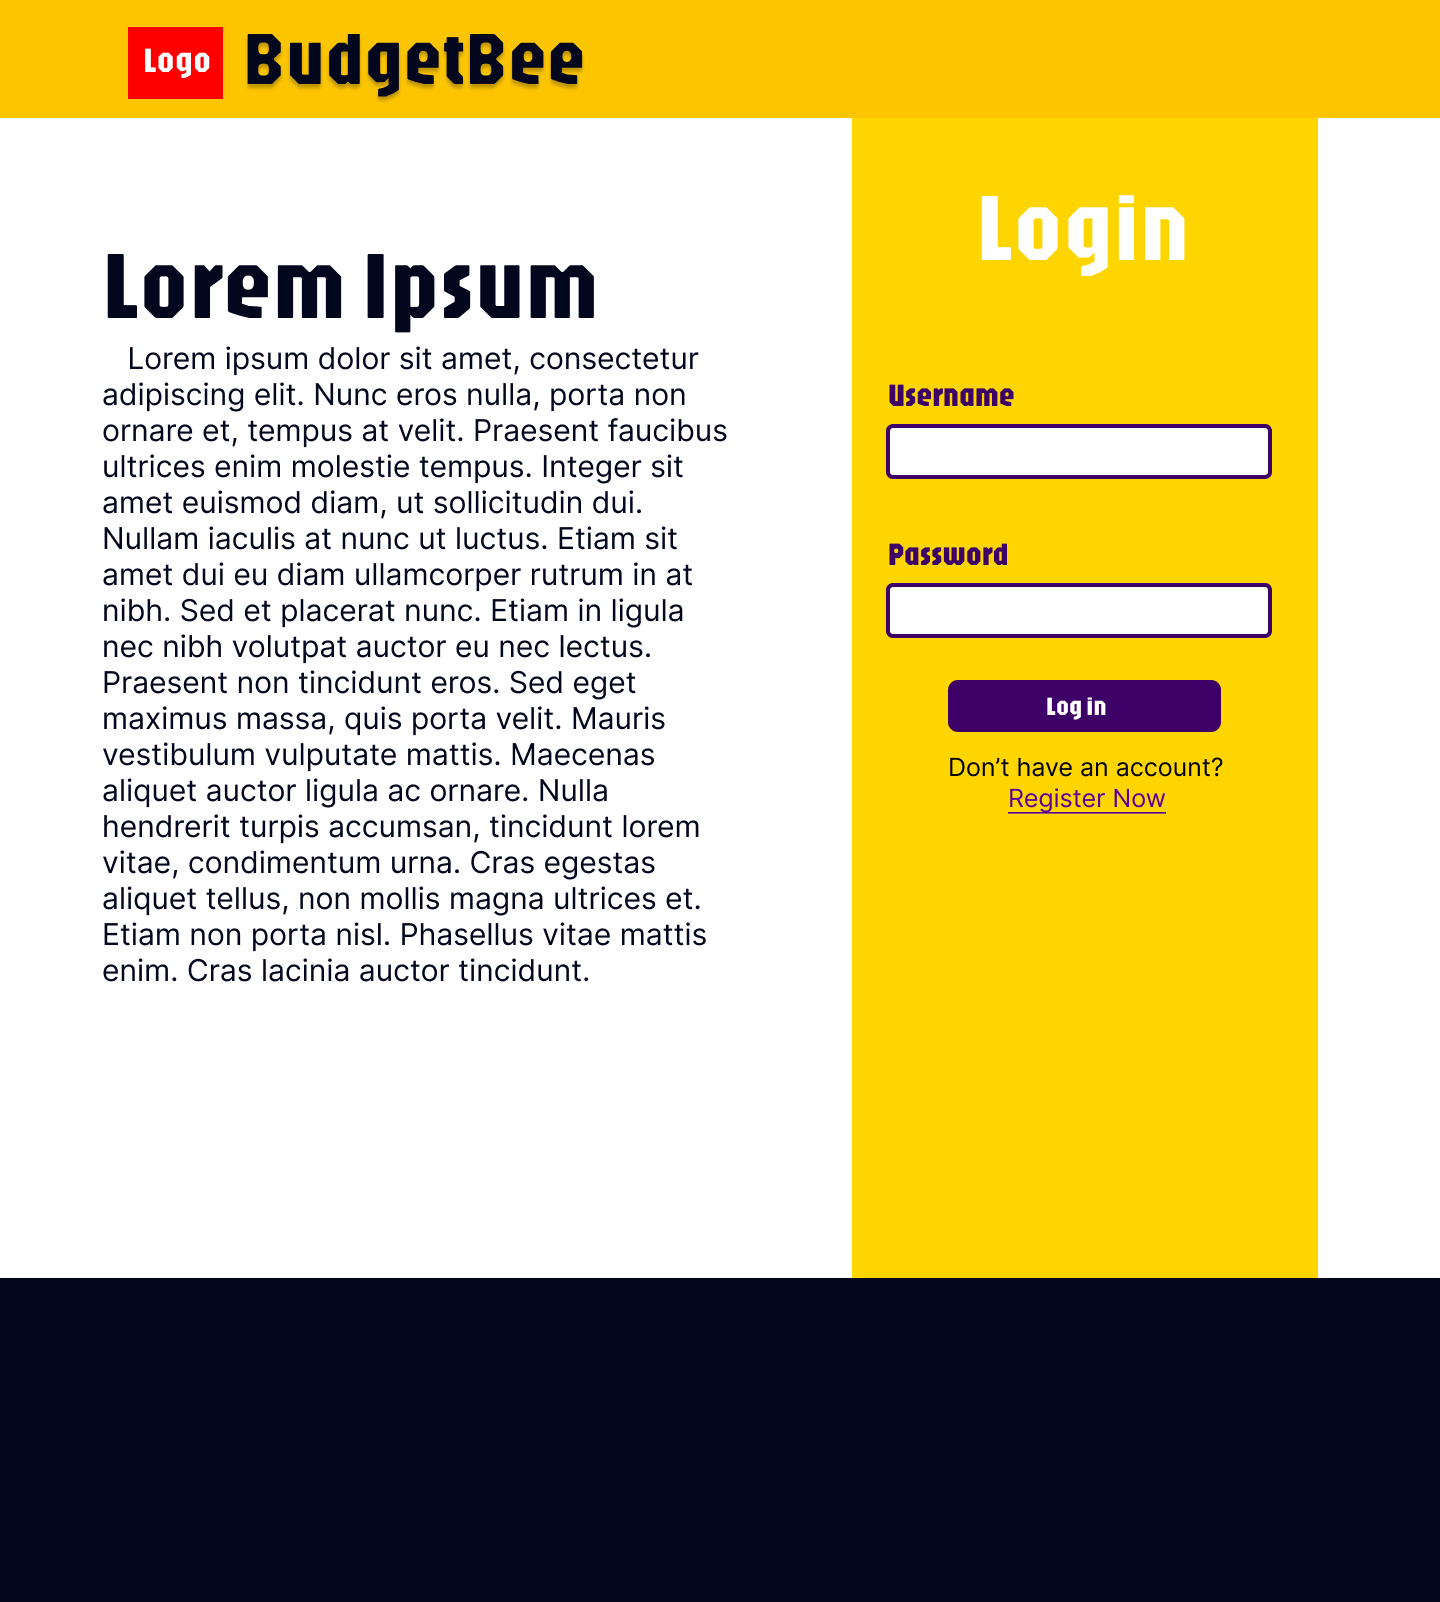 Logo
BudgetBee
Lorem Ipsum
Lorem ipsum dolor sit amet, consectetur
adipiscing elit. Nunc eros nulla, porta non
ornare et, tempus at velit. Praesent faucibus
ultrices enim molestie tempus. Integer sit
amet euismod diam, ut sollicitudin dui.
Nullam iaculis at nunc ut luctus. Etiam sit
amet dui eu diam ullamcorper rutrum in at
nibh. Sed et placerat nunc. Etiam in ligula
nec nibh volutpat auctor eu nec lectus.
Praesent non tincidunt eros. Sed eget
maximus massa, quis porta velit. Mauris
vestibulum vulputate mattis. Maecenas
aliquet auctor ligula ac ornare. Nulla
hendrerit turpis accumsan, tincidunt lorem
vitae, condimentum urna. Cras egestas
aliquet tellus, non mollis magna ultrices et.
Etiam non porta nisl. Phasellus vitae mattis
enim. Cras lacinia auctor tincidunt.
Login
Username
Password
Log in
Don’t have an account?
Register Now